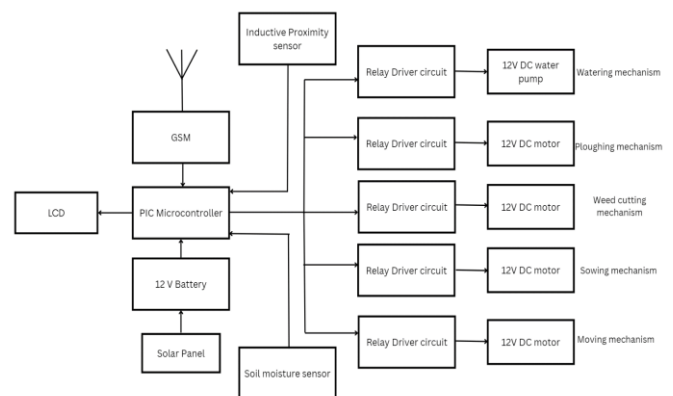 Inductive Proximity
sensor
Relay Driver circuit
12V DC water
pump
Watering mechanism
GSM
Relay Driver circuit
12V DC motor
Ploughing mechanism
LCD
PIC Microcontroller
Relay Driver circuit
12V DC motor
Weed cutting
mechanism
12 V Battery
Relay Driver circuit
12V DC motor
Sowing mechanism
Solar Panel
Relay Driver circuit
12V DC motor
Moving mechanism
Soil moisture sensor